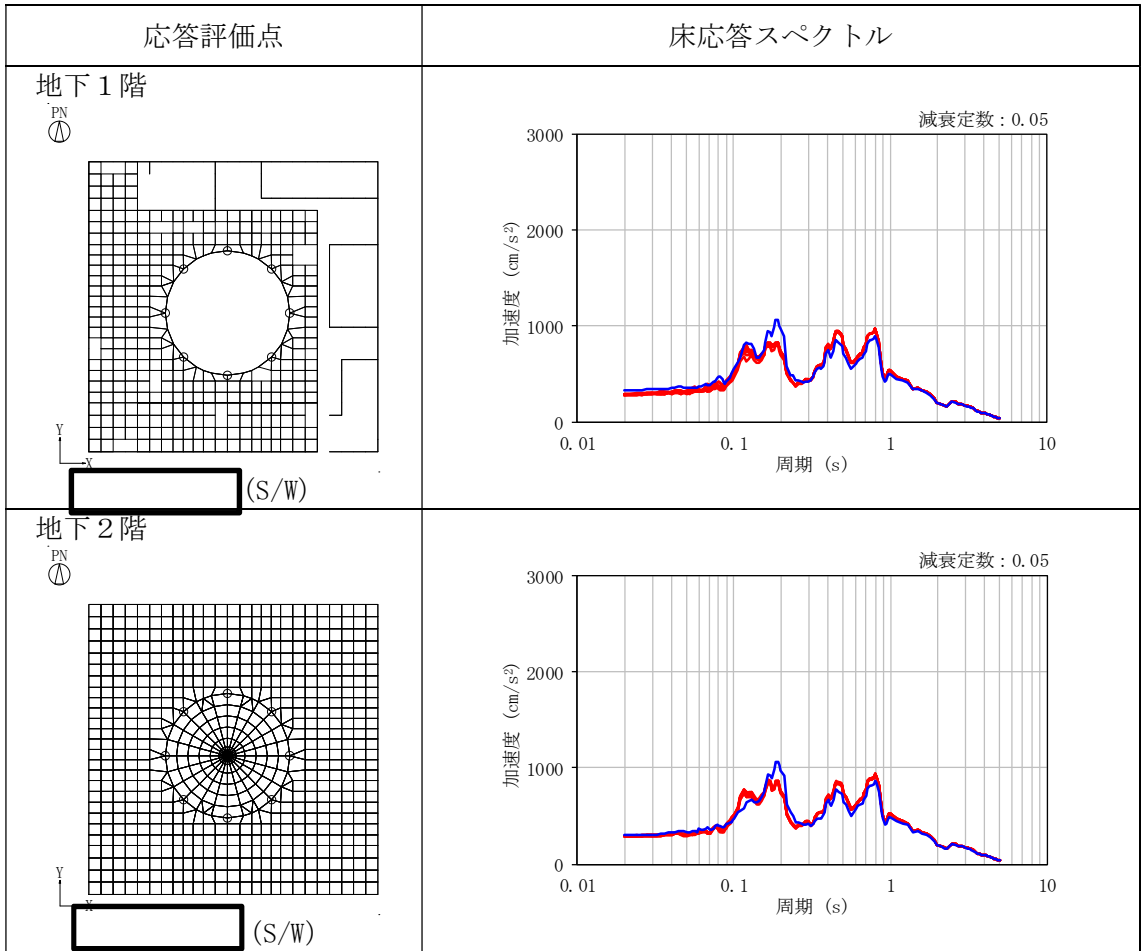 応答評価点
床応答スペクトル
地下１階
PN
Y
X
(S/W)
減衰定数：0.05
3000
2000
1000
0
加速度 (cm/s²)
0.01
0.1
1
10
周期 (s)
地下２階
PN
Y
X
(S/W)
減衰定数：0.05
3000
2000
1000
0
加速度 (cm/s²)
0.01
0.1
1
10
周期 (s)